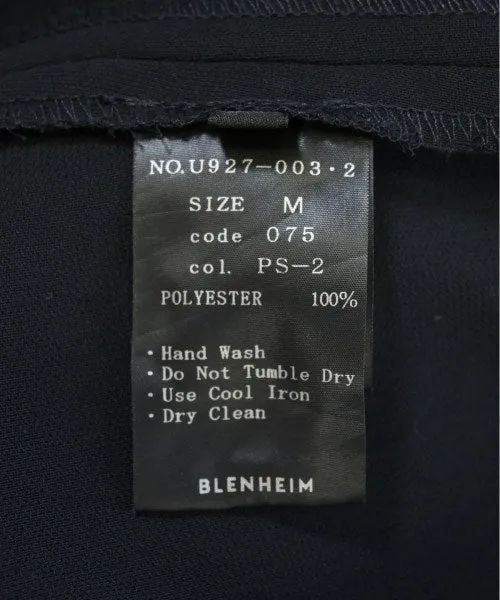 NO.U927-003・2
SIZE M
code 075
col. PS-2
POLYESTER 100%
・Hand Wash
・Do Not Tumble Dry
・Use Cool Iron
・Dry Clean
BLENHEIM